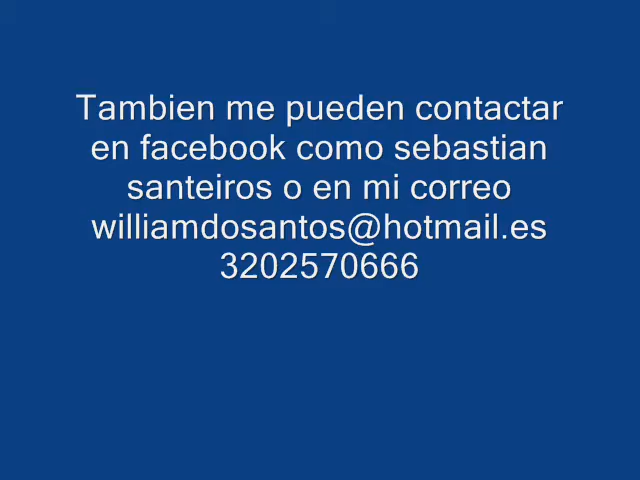 Tambien me pueden contactar
en facebook como sebastian
santeiros o en mi correo
williamdosantos@hotmail.es
3202570666